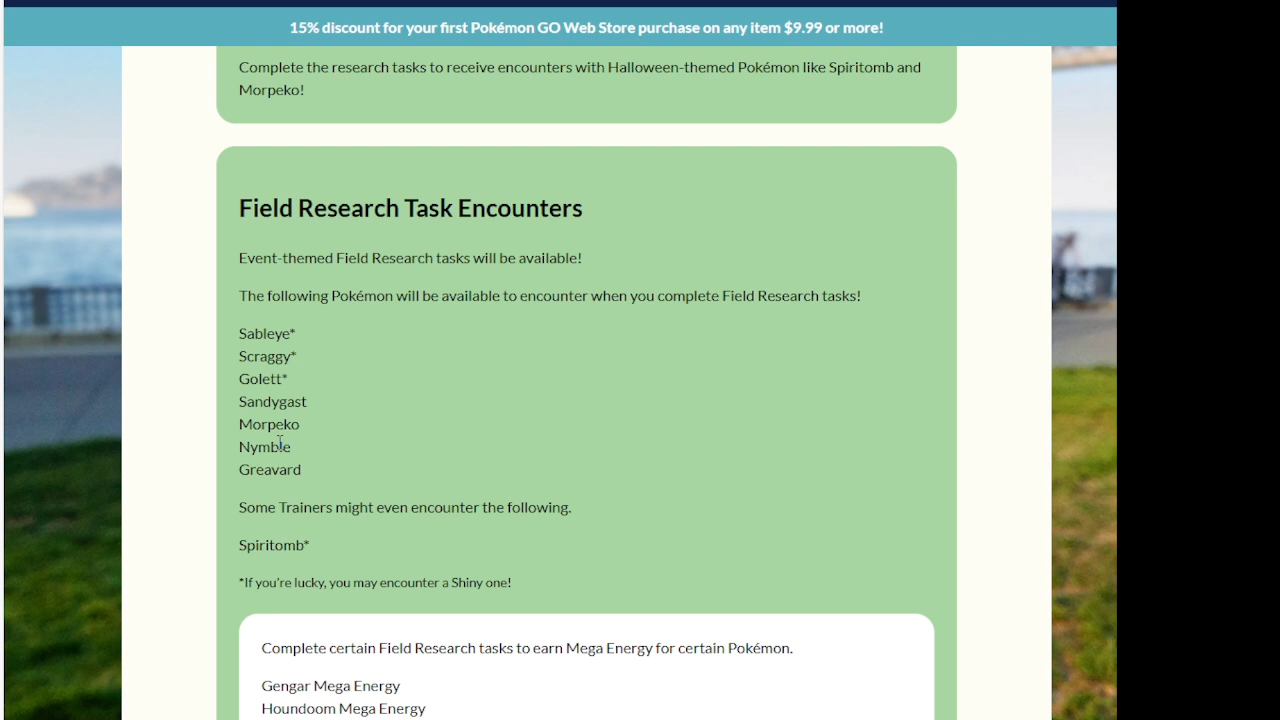 15% discount for your first Pokémon GO Web Store purchase on any item $9.99 or more!
Complete the research tasks to receive encounters with Halloween-themed Pokémon like Spiritomb and
Morpeko!
Field Research Task Encounters
Event-themed Field Research tasks will be available!
The following Pokémon will be available to encounter when you complete Field Research tasks!
Sableye*
Scraggy*
Golett*
Sandygast
Morpeko
Nymble
Greavard
Some Trainers might even encounter the following.
Spiritomb*
*If you're lucky, you may encounter a Shiny one!
Complete certain Field Research tasks to earn Mega Energy for certain Pokémon.
Gengar Mega Energy
Houndoom Mega Energy